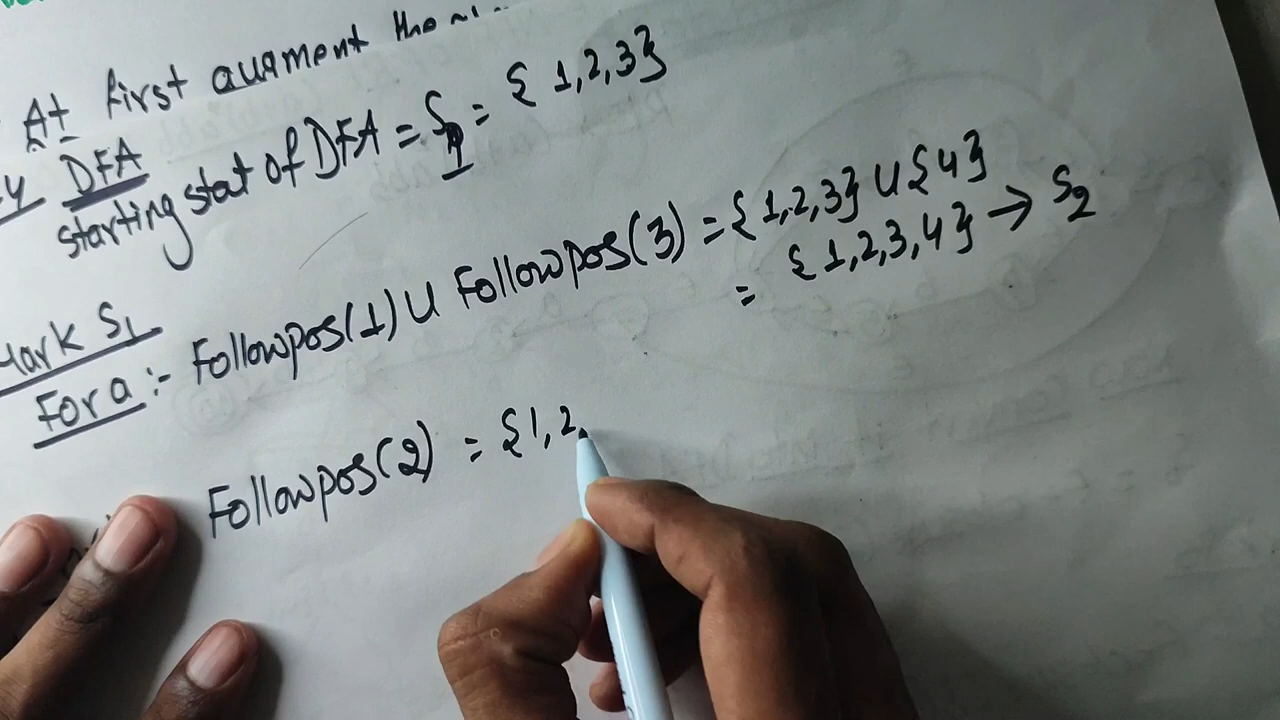 At first augment the
DFA
starting stat of DFA = S1 = { 1,2,3}
Mark S1
For a :- Followpos(1) U Followpos(3) = { 1,2,3} U {4}
= { 1,2,3,4} → S2
Followpos(2) = {1,2,